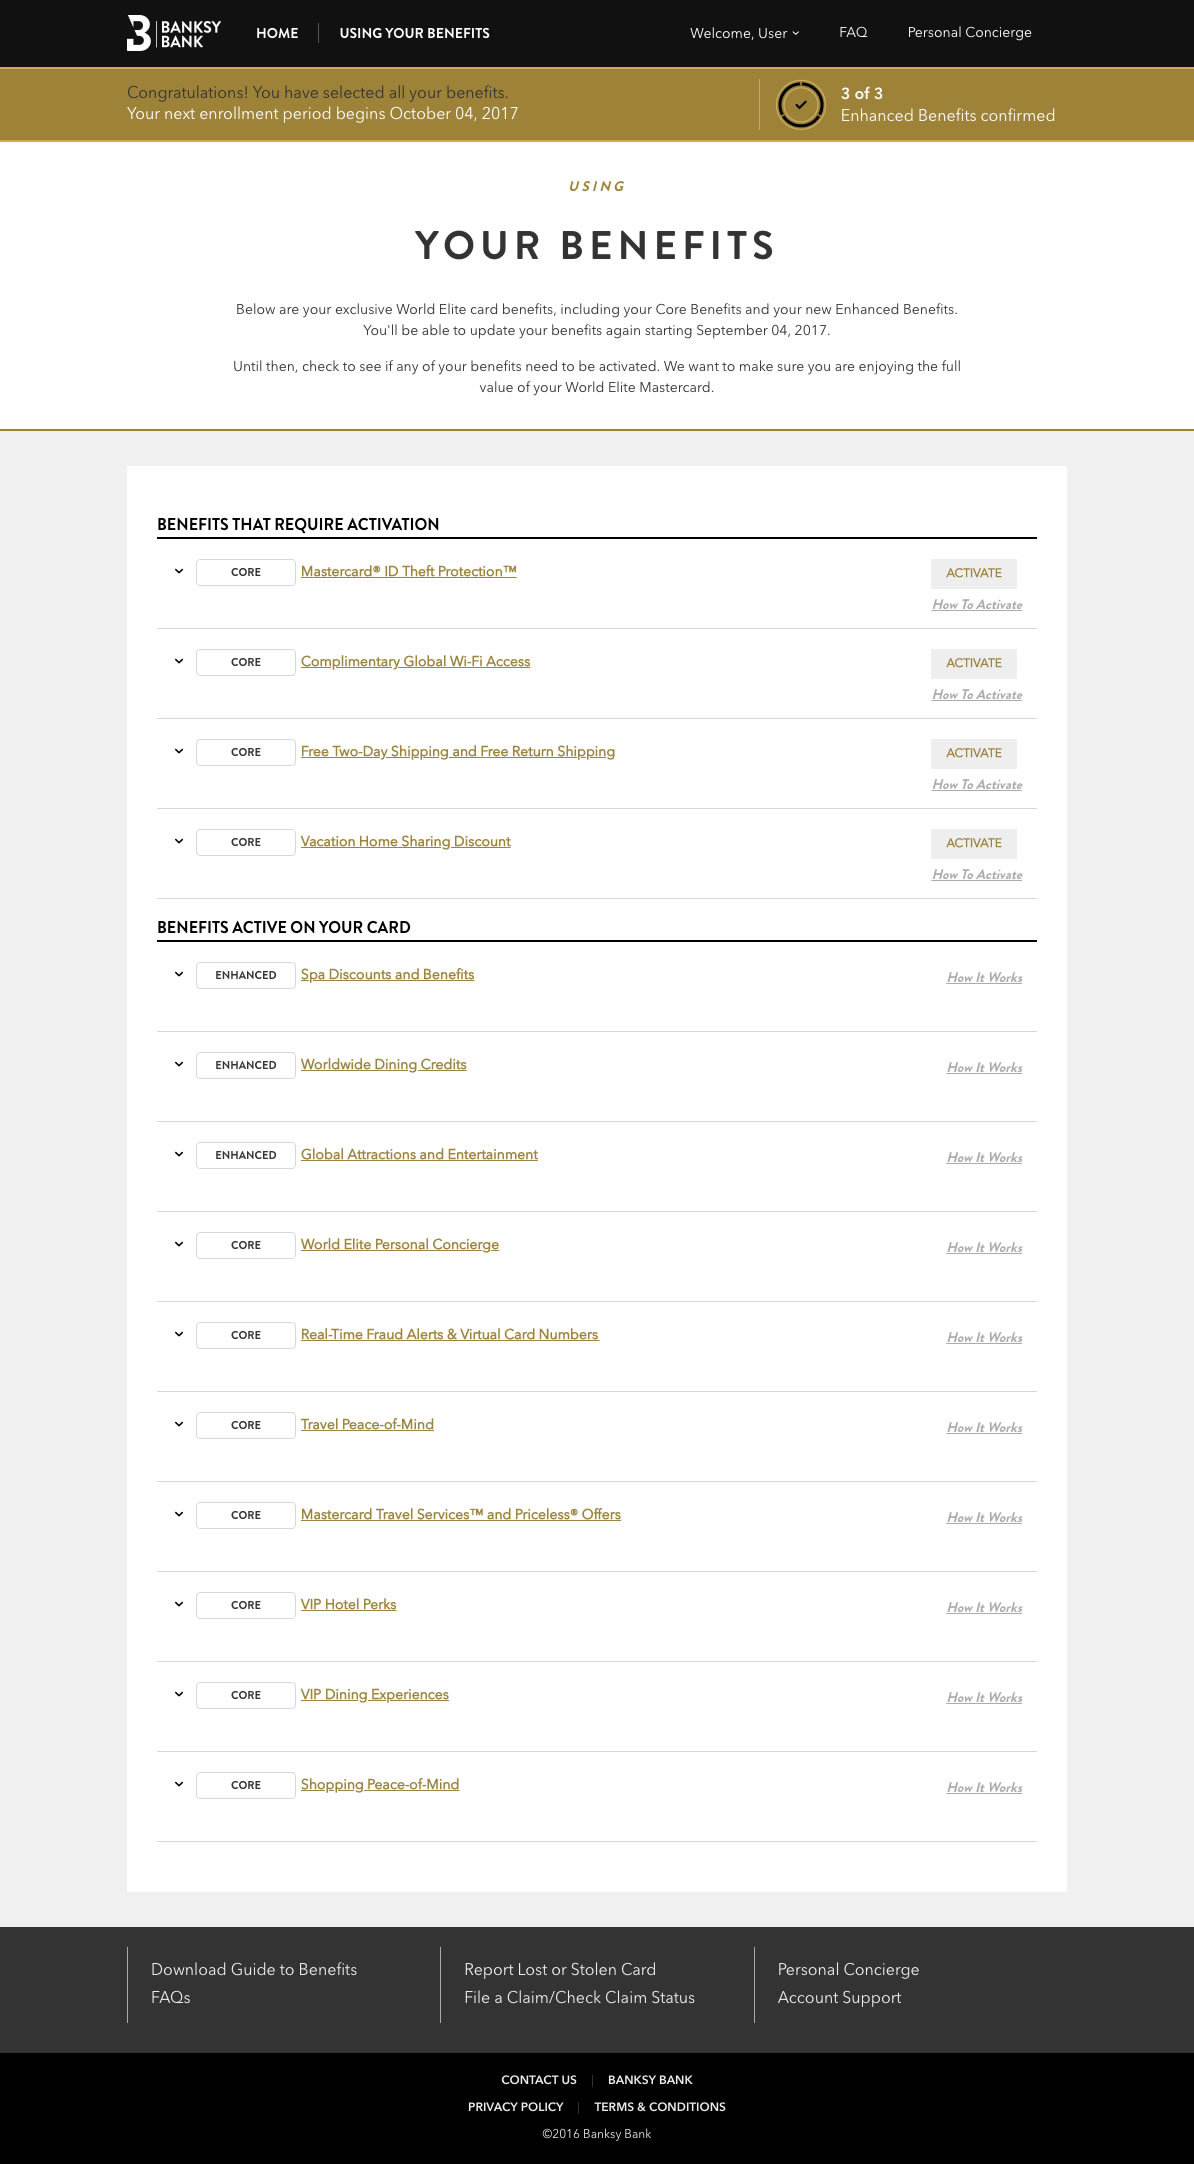 BANKSY
BANK
HOME
USING YOUR BENEFITS
Welcome, User
FAQ
Personal Concierge
Congratulations! You have selected all your benefits.
Your next enrollment period begins October 04, 2017
3 of 3
Enhanced Benefits confirmed
USING
YOUR BENEFITS
Below are your exclusive World Elite card benefits, including your Core Benefits and your new Enhanced Benefits.
You'll be able to update your benefits again starting September 04, 2017.
Until then, check to see if any of your benefits need to be activated. We want to make sure you are enjoying the full
value of your World Elite Mastercard.
BENEFITS THAT REQUIRE ACTIVATION
CORE Mastercard® ID Theft Protection™ ACTIVATE
How To Activate
CORE Complimentary Global Wi-Fi Access ACTIVATE
How To Activate
CORE Free Two-Day Shipping and Free Return Shipping ACTIVATE
How To Activate
CORE Vacation Home Sharing Discount ACTIVATE
How To Activate
BENEFITS ACTIVE ON YOUR CARD
ENHANCED Spa Discounts and Benefits How It Works
ENHANCED Worldwide Dining Credits How It Works
ENHANCED Global Attractions and Entertainment How It Works
CORE World Elite Personal Concierge How It Works
CORE Real-Time Fraud Alerts & Virtual Card Numbers How It Works
CORE Travel Peace-of-Mind How It Works
CORE Mastercard Travel Services™ and Priceless® Offers How It Works
CORE VIP Hotel Perks How It Works
CORE VIP Dining Experiences How It Works
CORE Shopping Peace-of-Mind How It Works
Download Guide to Benefits
FAQs
Report Lost or Stolen Card
File a Claim/Check Claim Status
Personal Concierge
Account Support
CONTACT US | BANKSY BANK
PRIVACY POLICY | TERMS & CONDITIONS
©2016 Banksy Bank